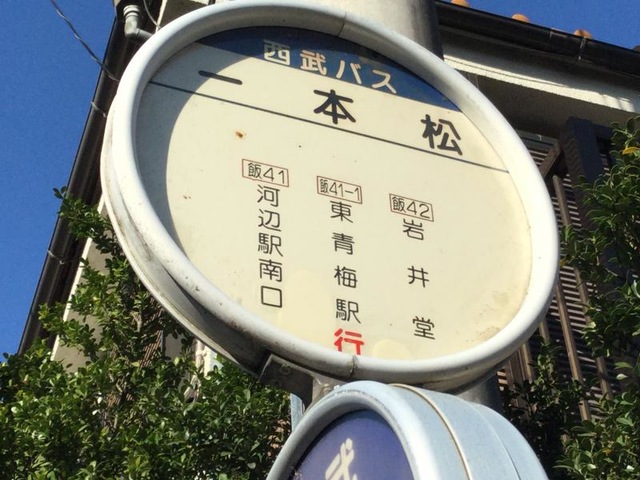 西武バス
一本松
飯42
岩井堂
飯41-1
東青梅駅
飯41
河辺駅南口
行
武